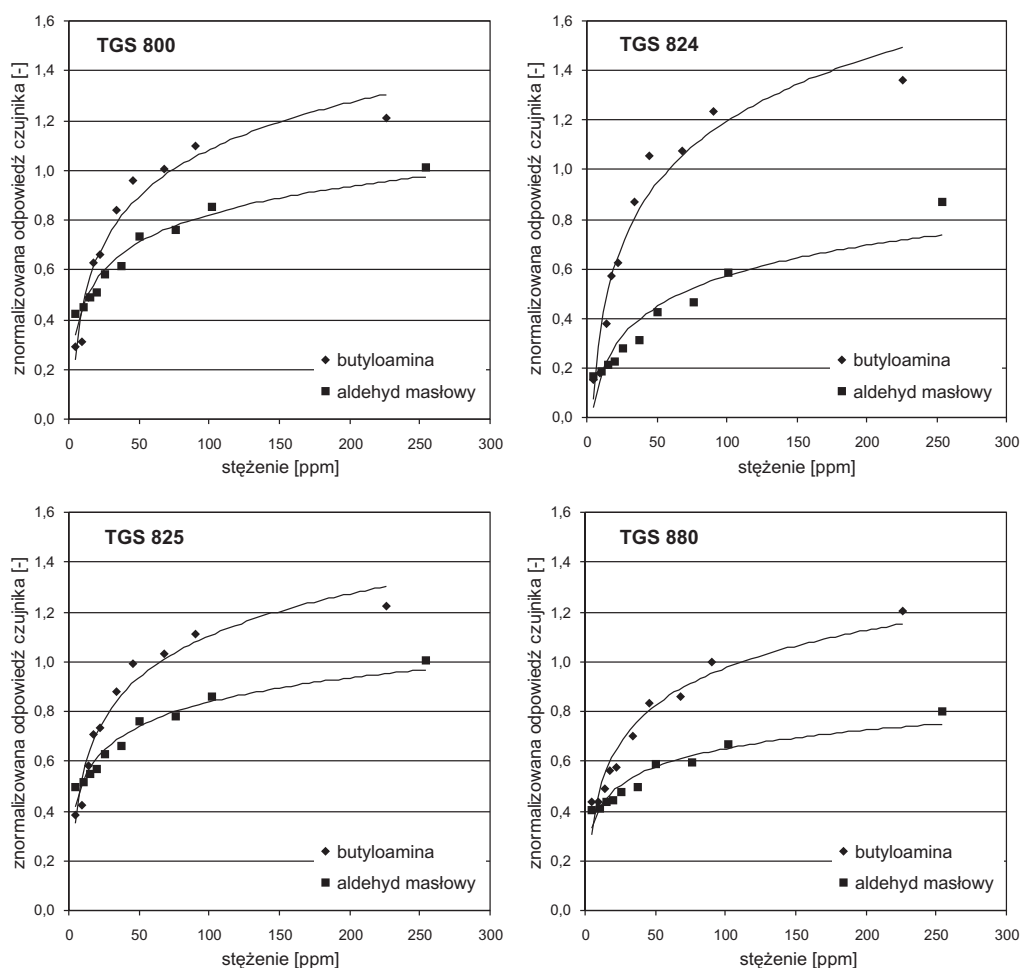 TGS 800
znormalizowana odpowiedź czujnika [-]
1,6
1,4
1,2
1,0
0,8
0,6
0,4
0,2
0,0
butyloamina
aldehyd masłowy
0 50 100 150 200 250 300
stężenie [ppm]
TGS 824
znormalizowana odpowiedź czujnika [-]
1,6
1,4
1,2
1,0
0,8
0,6
0,4
0,2
0,0
butyloamina
aldehyd masłowy
0 50 100 150 200 250 300
stężenie [ppm]
TGS 825
znormalizowana odpowiedź czujnika [-]
1,6
1,4
1,2
1,0
0,8
0,6
0,4
0,2
0,0
butyloamina
aldehyd masłowy
0 50 100 150 200 250 300
stężenie [ppm]
TGS 880
znormalizowana odpowiedź czujnika [-]
1,6
1,4
1,2
1,0
0,8
0,6
0,4
0,2
0,0
butyloamina
aldehyd masłowy
0 50 100 150 200 250 300
stężenie [ppm]